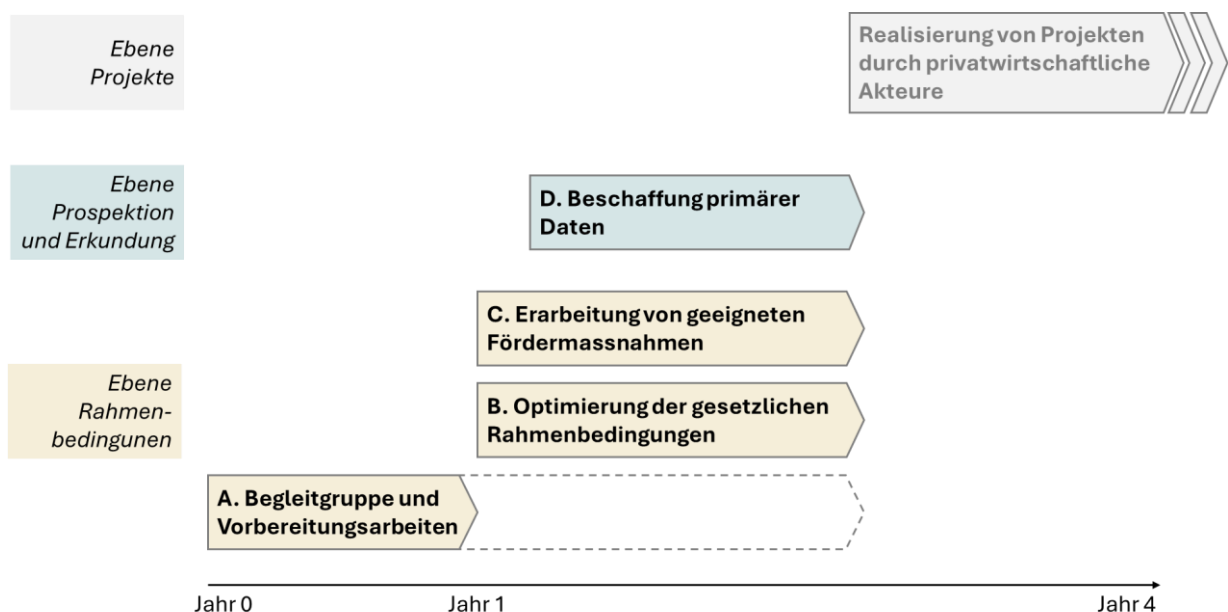 Ebene
Projekte
Realisierung von Projekten
durch privatwirtschaftliche
Akteure
Ebene
Prospektion
und Erkundung
D. Beschaffung primärer
Daten
C. Erarbeitung von geeigneten
Fördermassnahmen
Ebene
Rahmen-
bedingunen
B. Optimierung der gesetzlichen
Rahmenbedingungen
A. Begleitgruppe und
Vorbereitungsarbeiten
Jahr 0
Jahr 1
Jahr 4